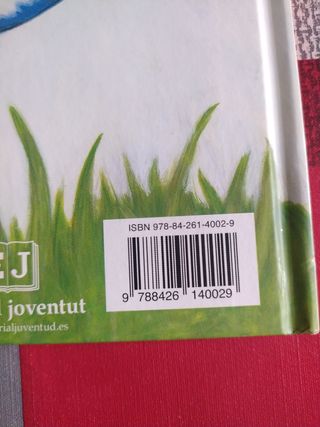 ISBN 978-84-261-4002-9
9 788426 140029
EJ
joventut
rialjuventud.es